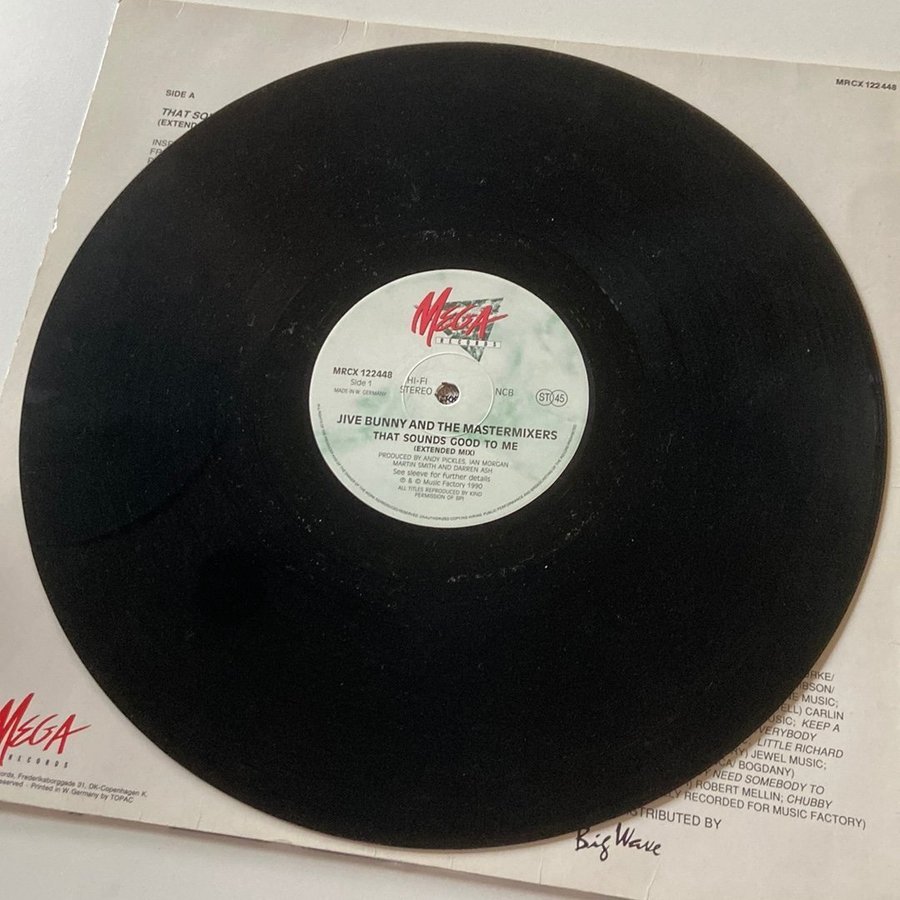 MRCX 122448
SIDE A
THAT SO
(EXTEND
MEGA
RECORDS
MRCX 122448
Side 1
MADE IN W. GERMANY
HI-FI
STEREO
NCB
ST 45
JIVE BUNNY AND THE MASTERMIXERS
THAT SOUNDS GOOD TO ME
(EXTENDED MIX)
PRODUCED BY ANDY PICKLES, IAN MORGAN
MARTIN SMITH AND DARREN ASH
See sleeve for further details
℗ & © Music Factory 1990
ALL TITLES REPRODUCED BY KIND
PERMISSION OF BPI
RKE/
BSON/
E MUSIC;
ELL) CARLIN
USIC; KEEP A
VERYBODY
LITTLE RICHARD
Y) JEWEL MUSIC;
CA/ BOGDANY)
NEED SOMEBODY TO
) ROBERT MELLIN; CHUBBY
LY RECORDED FOR MUSIC FACTORY)
STRIBUTED BY
Big Wave
MEGA
RECORDS
ords, Frederiksborggade 31, DK-Copenhagen K.
eserved · Printed in W. Germany by TOPAC